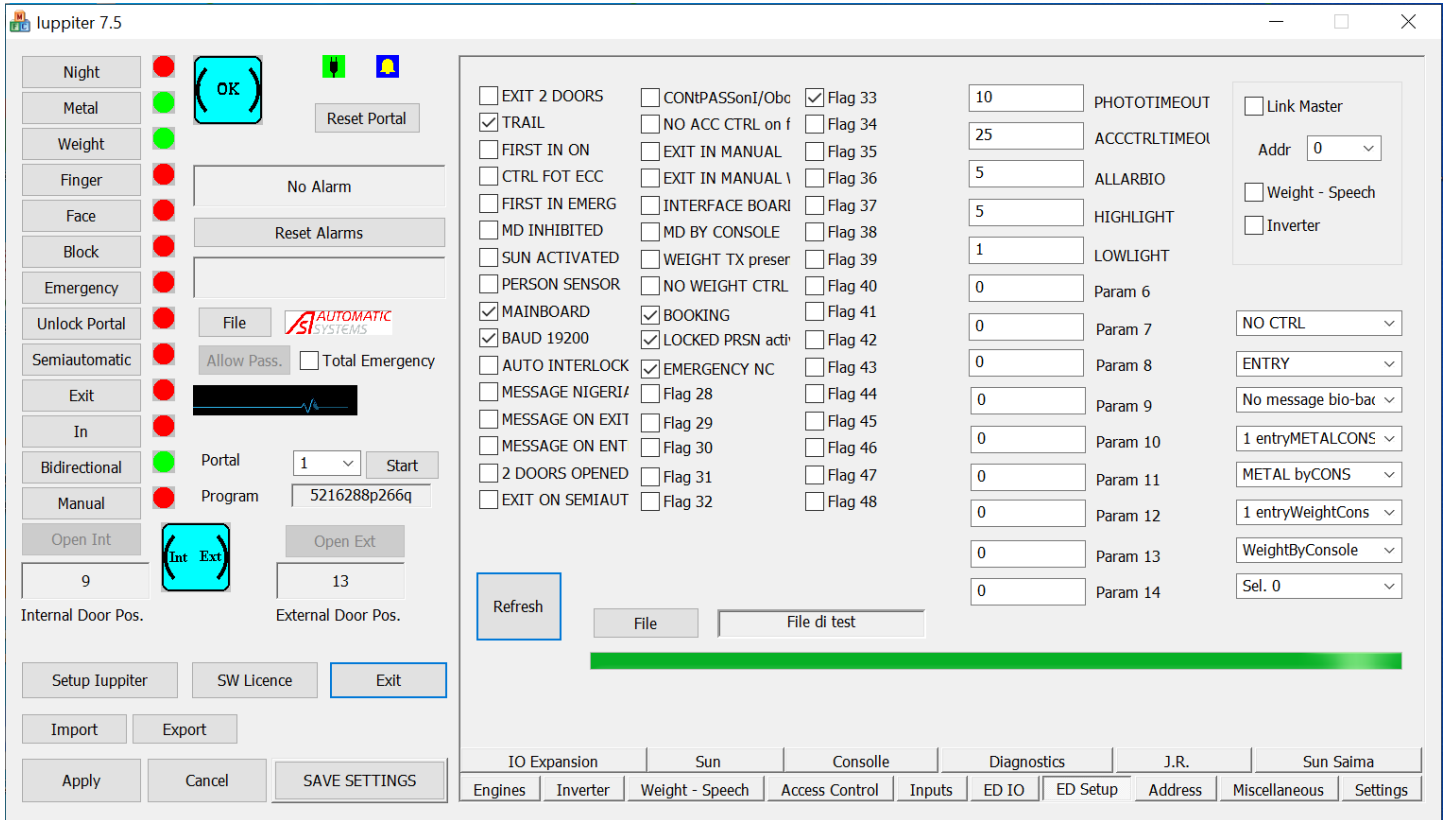 Iuppiter 7.5
Night
Metal
Weight
Finger
Face
Block
Emergency
Unlock Portal
Semiautomatic
Exit
In
Bidirectional
Manual
Open Int
9
Internal Door Pos.
OK
Reset Portal
No Alarm
Reset Alarms
File
AUTOMATIC
SYSTEMS
Allow Pass.
Total Emergency
Portal
1
Start
Program
5216288p266q
Int Ext
Open Ext
13
External Door Pos.
Setup Iuppiter
SW Licence
Exit
Import
Export
Apply
Cancel
SAVE SETTINGS
EXIT 2 DOORS
TRAIL
FIRST IN ON
CTRL FOT ECC
FIRST IN EMERG
MD INHIBITED
SUN ACTIVATED
PERSON SENSOR
MAINBOARD
BAUD 19200
AUTO INTERLOCK
MESSAGE NIGERIA
MESSAGE ON EXIT
MESSAGE ON ENT
2 DOORS OPENED
EXIT ON SEMIAUT
CONtPASSonI/Obo
NO ACC CTRL on f
EXIT IN MANUAL
EXIT IN MANUAL \
INTERFACE BOARI
MD BY CONSOLE
WEIGHT TX preser
NO WEIGHT CTRL
BOOKING
LOCKED PRSN acti
EMERGENCY NC
Flag 28
Flag 29
Flag 30
Flag 31
Flag 32
Flag 33
Flag 34
Flag 35
Flag 36
Flag 37
Flag 38
Flag 39
Flag 40
Flag 41
Flag 42
Flag 43
Flag 44
Flag 45
Flag 46
Flag 47
Flag 48
10 PHOTOTIMEOUT
25 ACCCTRLTIMEOU
5 ALLARBIO
5 HIGHLIGHT
1 LOWLIGHT
0 Param 6
0 Param 7
0 Param 8
0 Param 9
0 Param 10
0 Param 11
0 Param 12
0 Param 13
0 Param 14
Link Master
Addr 0
Weight - Speech
Inverter
NO CTRL
ENTRY
No message bio-bac
1 entryMETALCONS
METAL byCONS
1 entryWeightCons
WeightByConsole
Sel. 0
Refresh
File
File di test
IO Expansion
Sun
Consolle
Diagnostics
J.R.
Sun Saima
Engines
Inverter
Weight - Speech
Access Control
Inputs
ED IO
ED Setup
Address
Miscellaneous
Settings